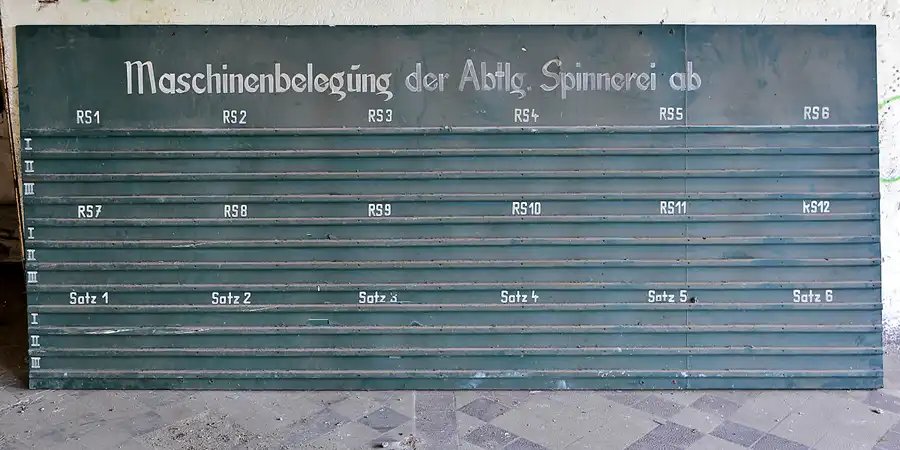 Maschinenbelegũng der Abtlg. Spinnerei ab
RS1 RS2 RS3 RS4 RS5 RS6
I
II
III
RS7 RS8 RS9 RS10 RS11 RS12
I
II
III
Satz 1 Satz 2 Satz 3 Satz 4 Satz 5 Satz 6
I
II
III